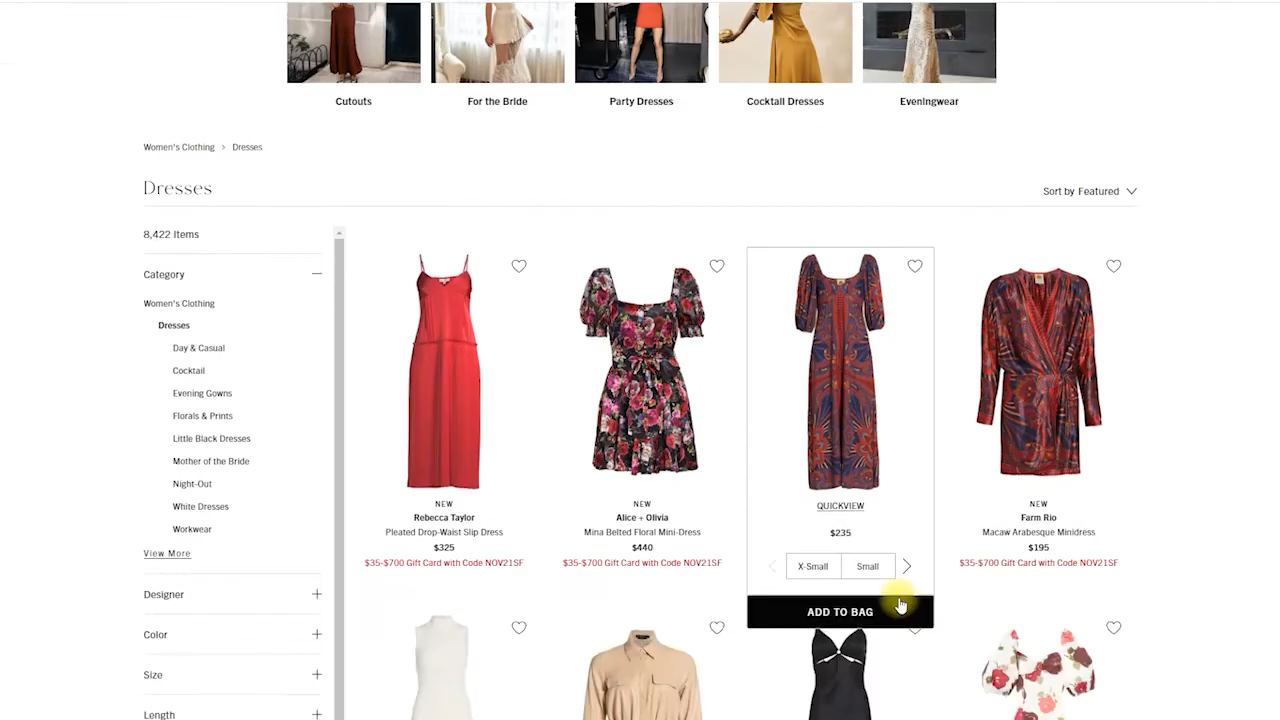 Cutouts
For the Bride
Party Dresses
Cocktail Dresses
Eveningwear
Women's Clothing > Dresses
Dresses
Sort by Featured
8,422 Items
Category
Women's Clothing
Dresses
Day & Casual
Cocktail
Evening Gowns
Florals & Prints
Little Black Dresses
Mother of the Bride
Night-Out
White Dresses
Workwear
View More
Designer
Color
Size
Length
NEW
Rebecca Taylor
Pleated Drop-Waist Slip Dress
$325
$35-$700 Gift Card with Code NOV21SF
NEW
Alice + Olivia
Mina Belted Floral Mini-Dress
$440
$35-$700 Gift Card with Code NOV21SF
QUICKVIEW
$235
X-Small
Small
ADD TO BAG
NEW
Farm Rio
Macaw Arabesque Minidress
$195
$35-$700 Gift Card with Code NOV21SF